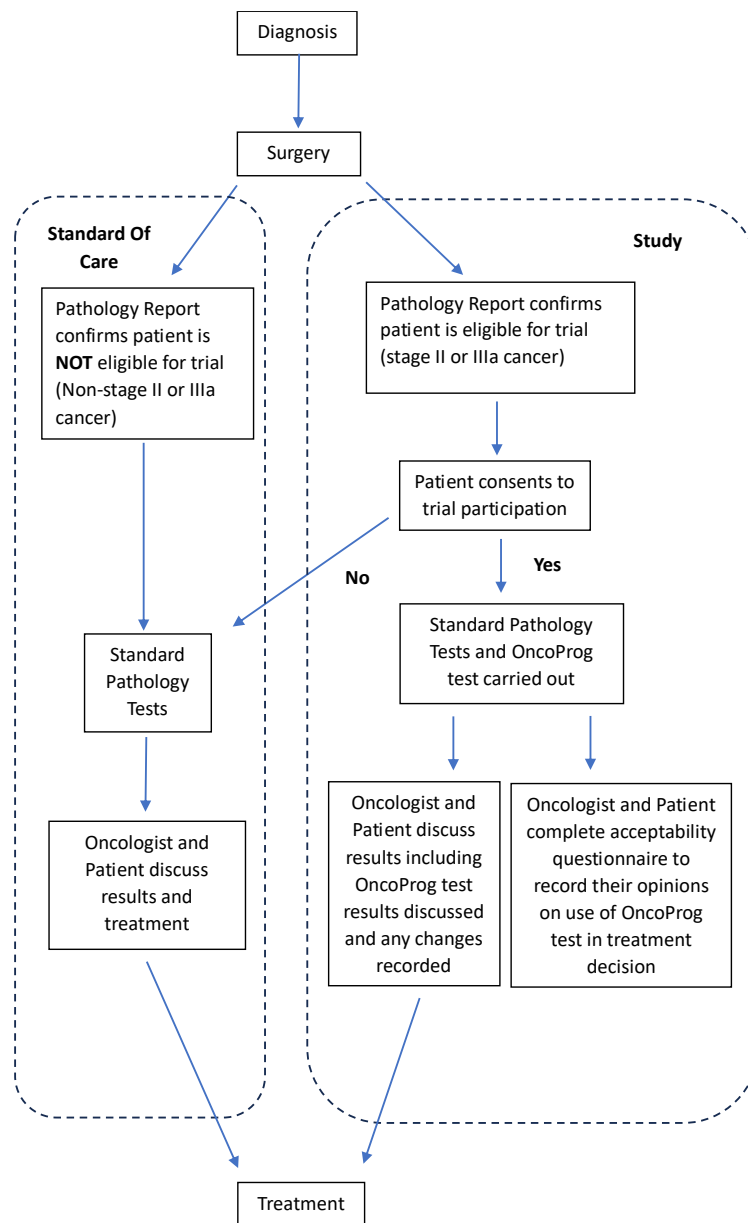 Diagnosis
Surgery
Standard Of
Care
Study
Pathology Report
confirms patient is
NOT eligible for trial
(Non-stage II or IIIa
cancer)
Pathology Report confirms
patient is eligible for trial
(stage II or IIIa cancer)
Patient consents to
trial participation
No
Yes
Standard
Pathology
Tests
Standard Pathology
Tests and OncoProg
test carried out
Oncologist and
Patient discuss
results and
treatment
Oncologist and
Patient discuss
results including
OncoProg test
results discussed
and any changes
recorded
Oncologist and Patient
complete acceptability
questionnaire to
record their opinions
on use of OncoProg
test in treatment
decision
Treatment